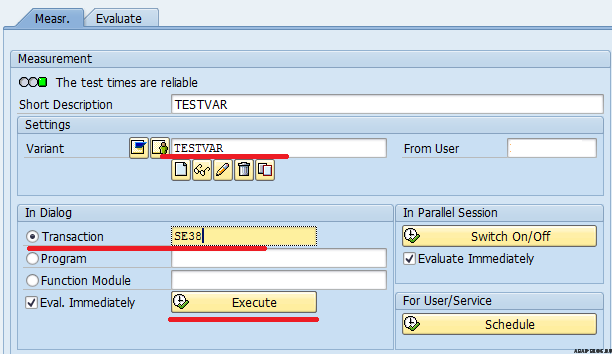 Measr. Evaluate
Measurement
The test times are reliable
Short Description TESTVAR
Settings
Variant TESTVAR From User
In Dialog In Parallel Session
Transaction SE38 Switch On/Off
Program Evaluate Immediately
Function Module
Eval. Immediately Execute For User/Service
Schedule